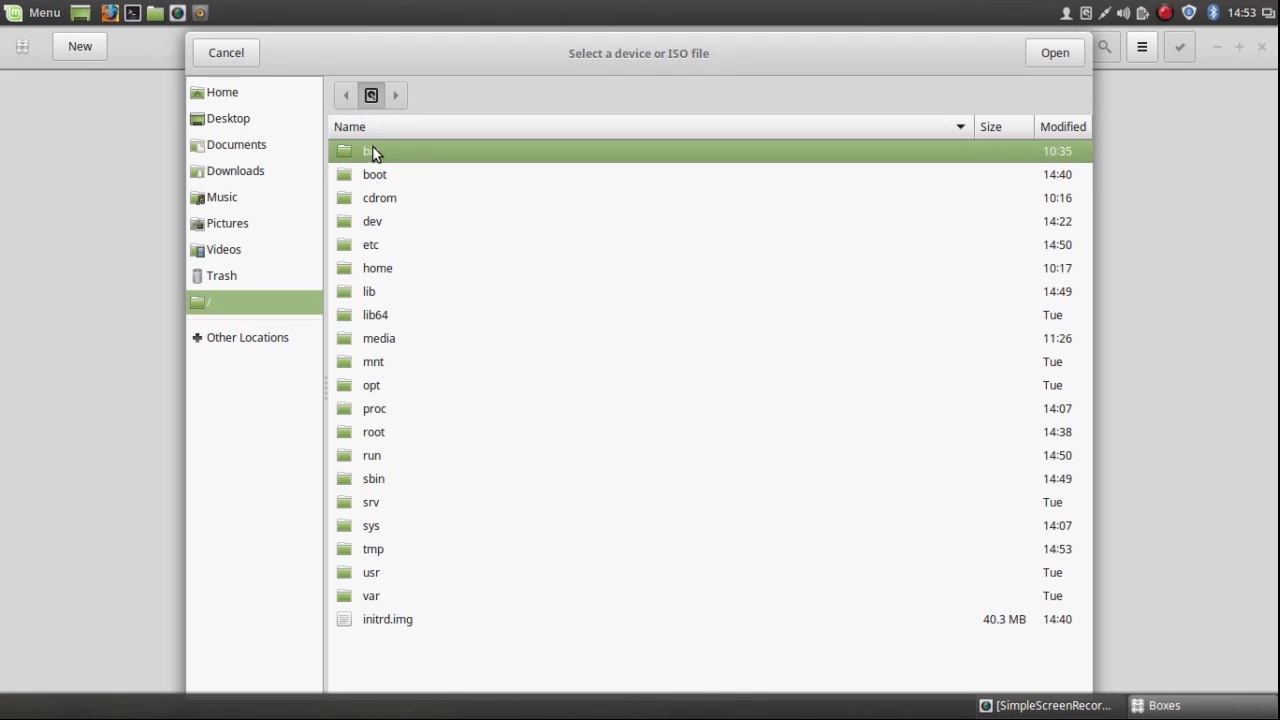 Menu
14:53
New
Cancel
Select a device or ISO file
Open
Home
Desktop
Documents
Downloads
Music
Pictures
Videos
Trash
/
Other Locations
Name Size Modified
10:35
boot 14:40
cdrom 10:16
dev 14:22
etc 14:50
home 10:17
lib 14:49
lib64 Tue
media 11:26
mnt Tue
opt Tue
proc 14:07
root 14:38
run 14:50
sbin 14:49
srv Tue
sys 14:07
tmp 14:53
usr Tue
var Tue
initrd.img 40.3 MB 14:40
[SimpleScreenRecor...
Boxes